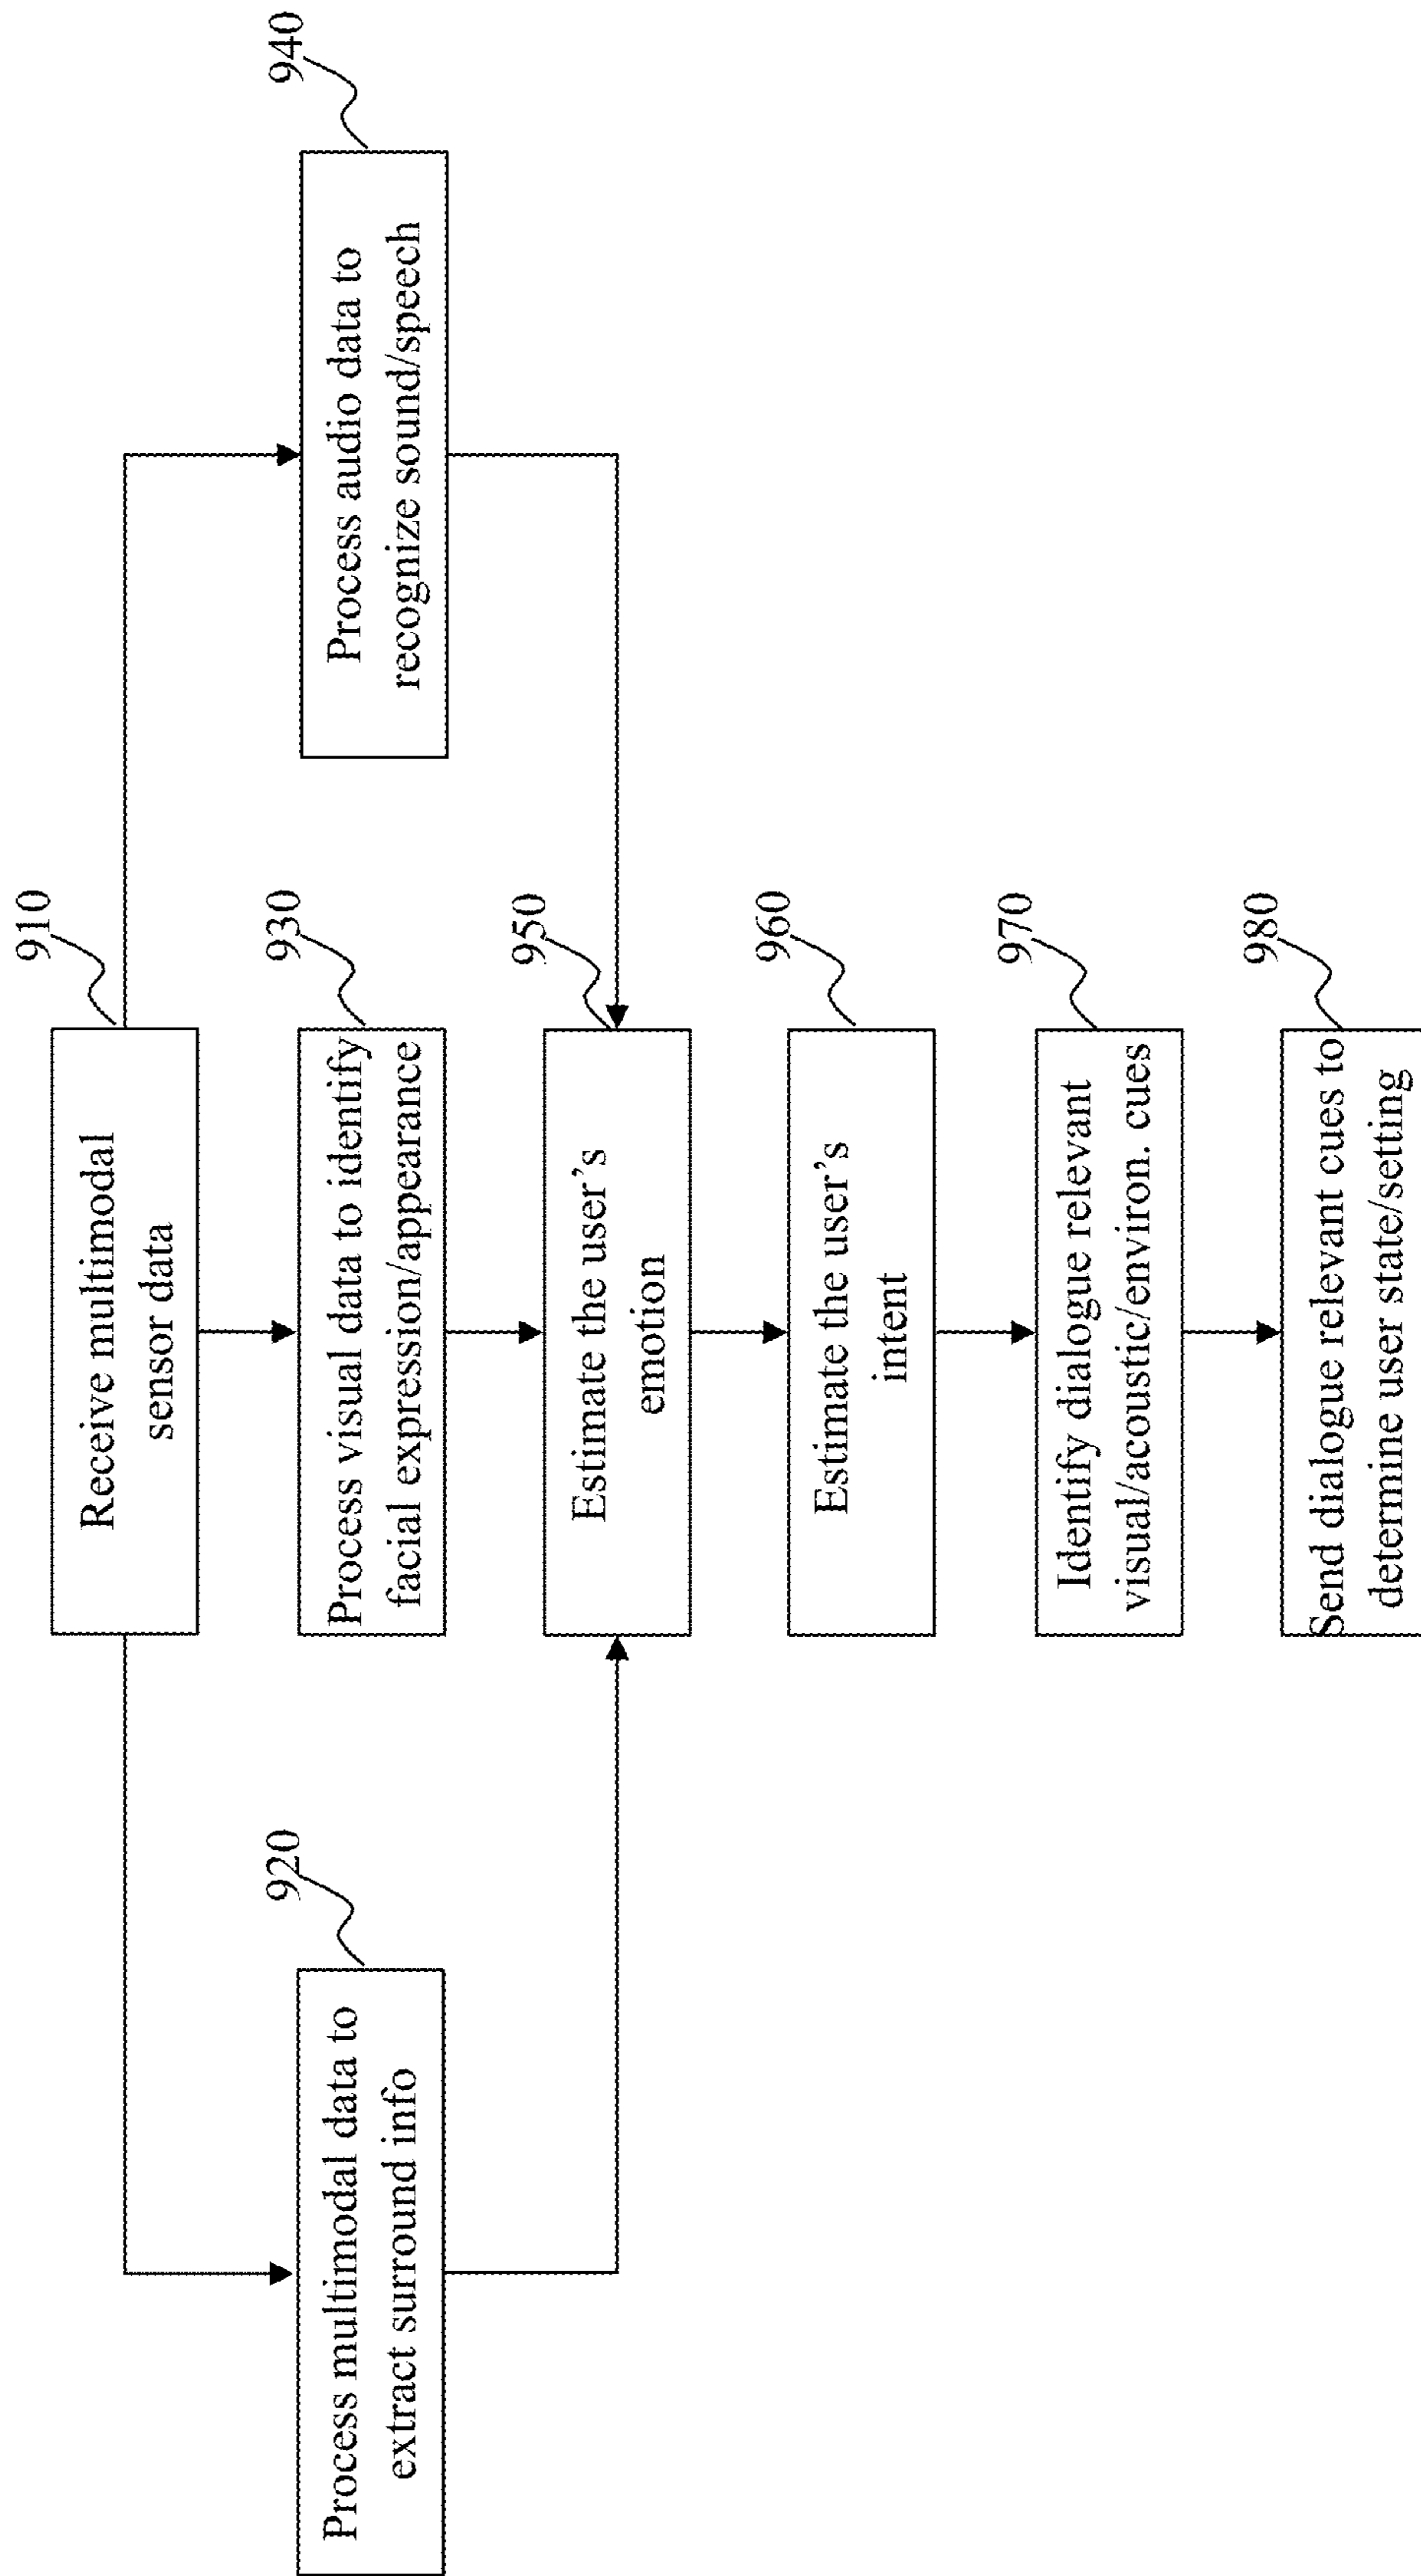 910
Receive multimodal
sensor data
920
Process multimodal data to
extract surround info
930
Process visual data to identify
facial expression/appearance
940
Process audio data to
recognize sound/speech
950
Estimate the user’s
emotion
960
Estimate the user’s
intent
970
Identify dialogue relevant
visual/acoustic/environ. cues
980
Send dialogue relevant cues to
determine user state/setting